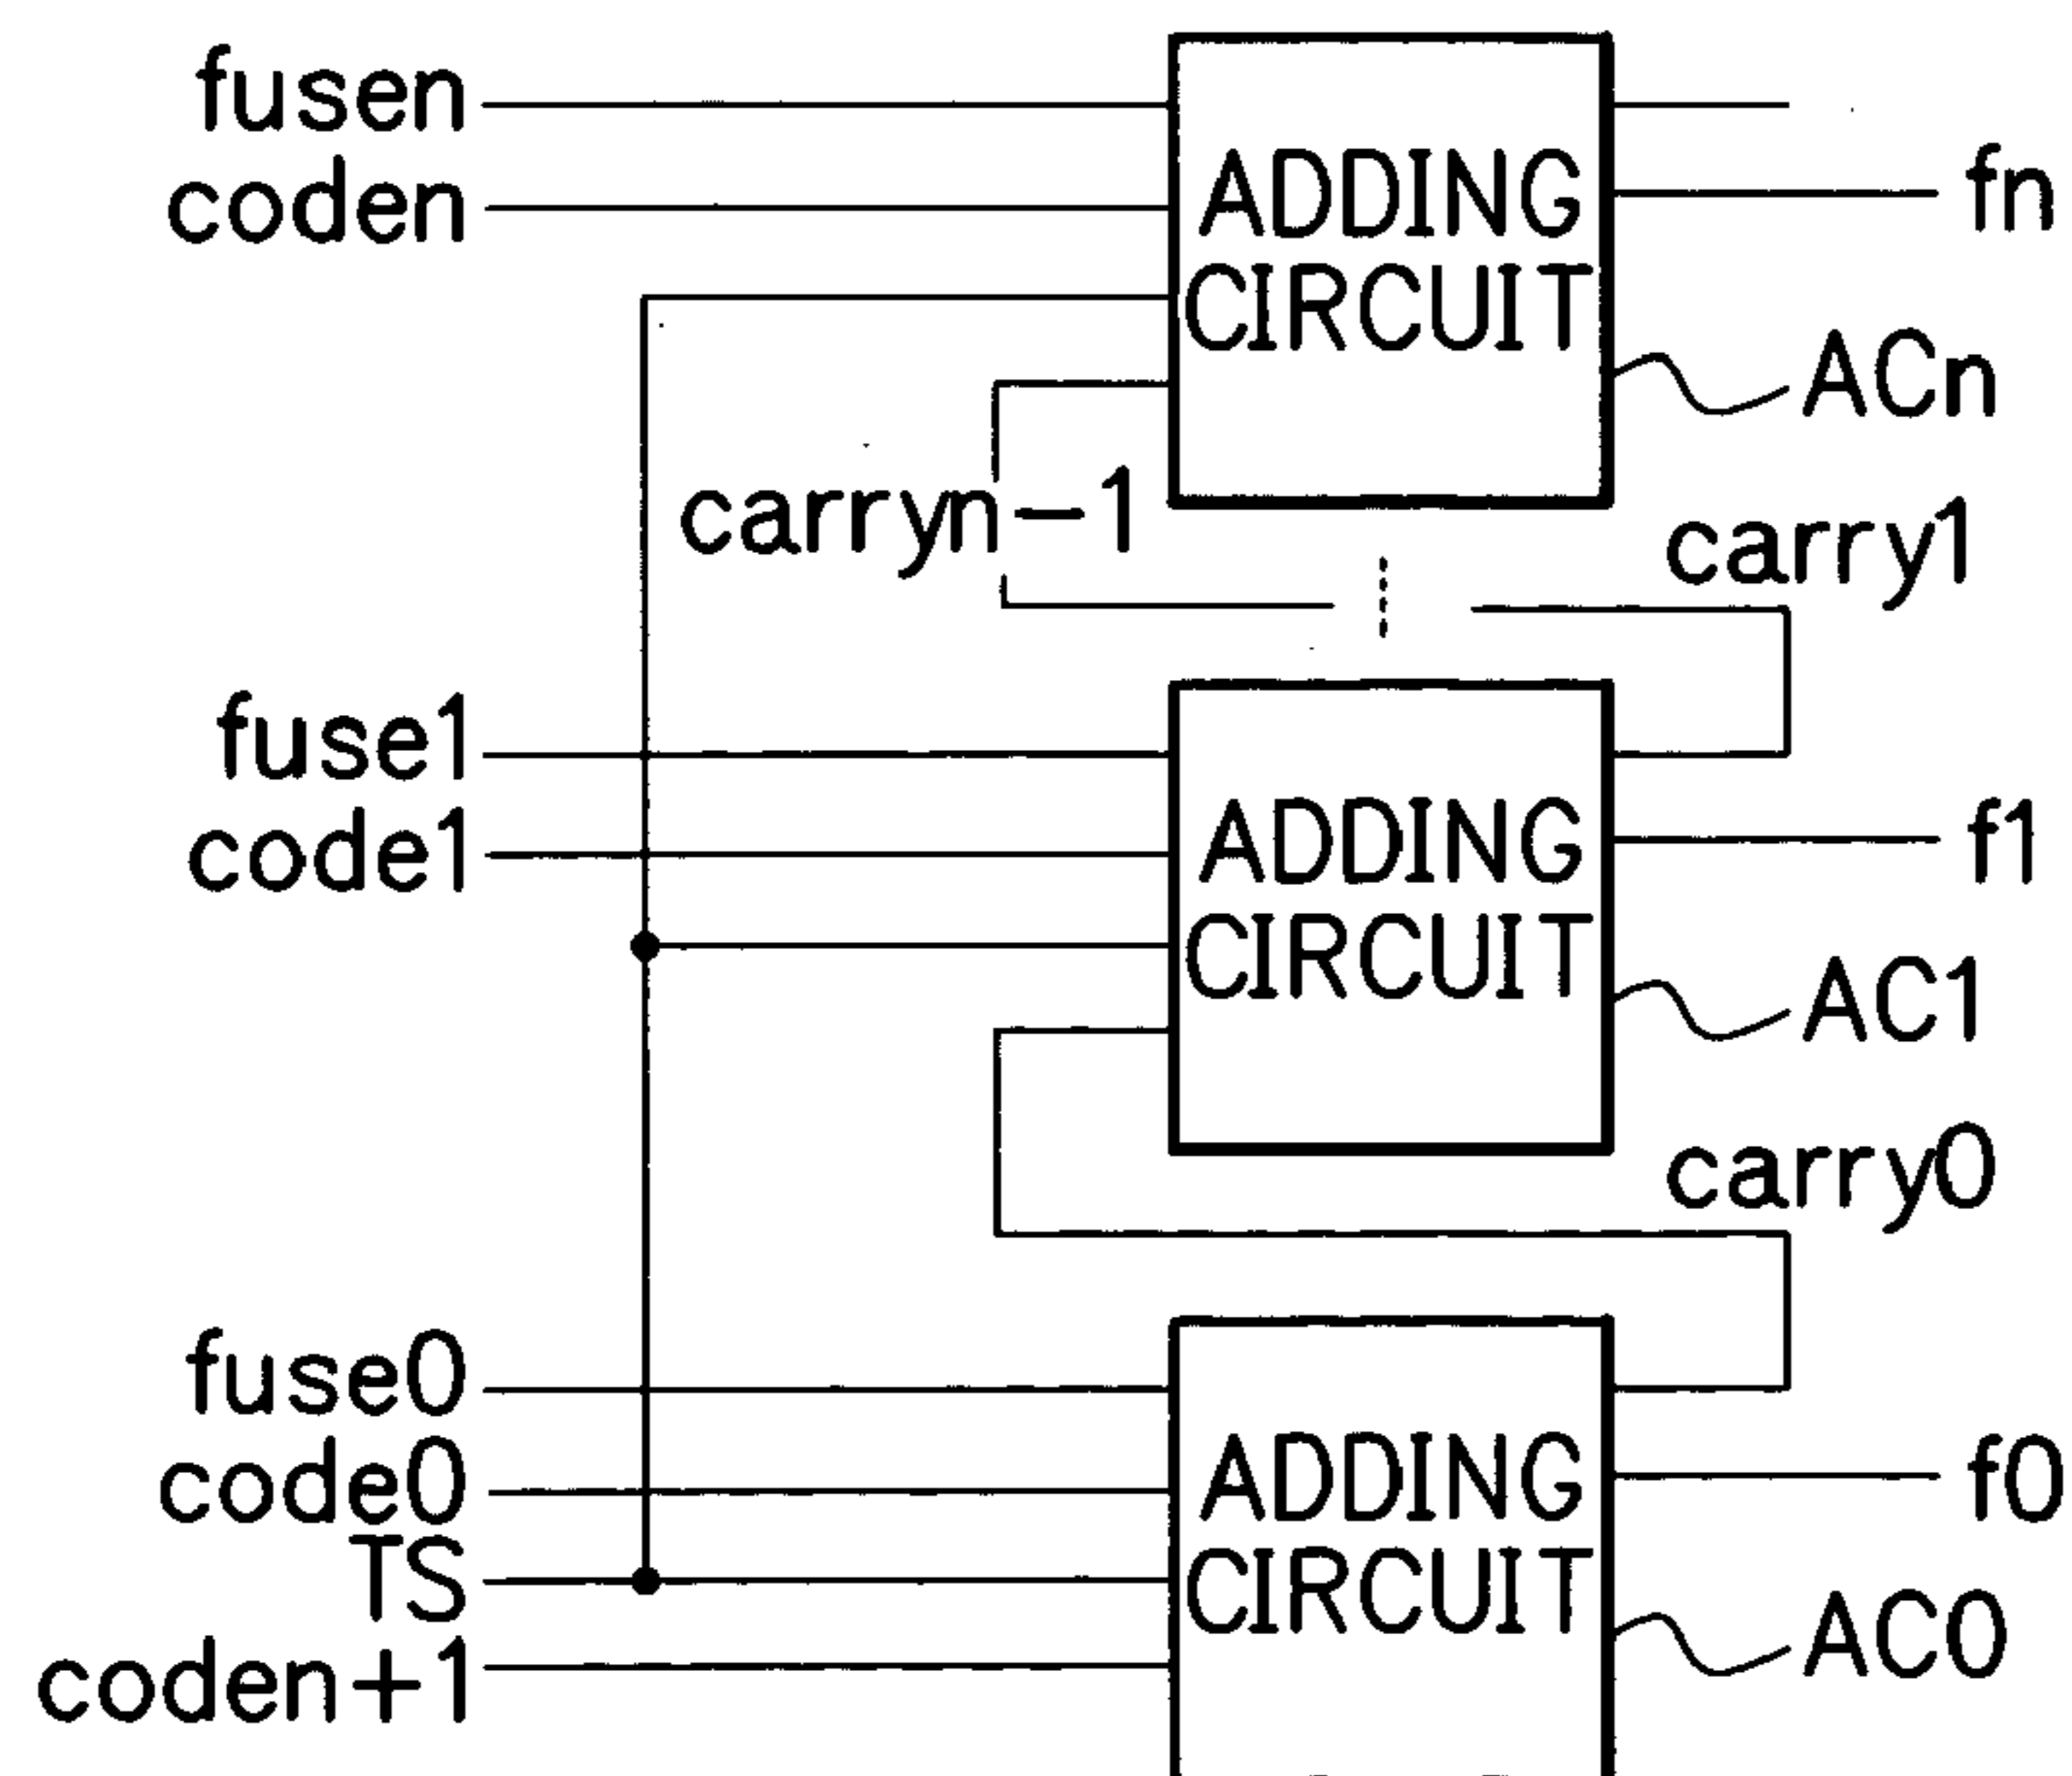 fusen
coden
ADDING
CIRCUIT
fn
ACn
carryn-1
carry1
fuse1
code1
ADDING
CIRCUIT
f1
AC1
carry0
fuse0
code0
TS
coden+1
ADDING
CIRCUIT
f0
AC0